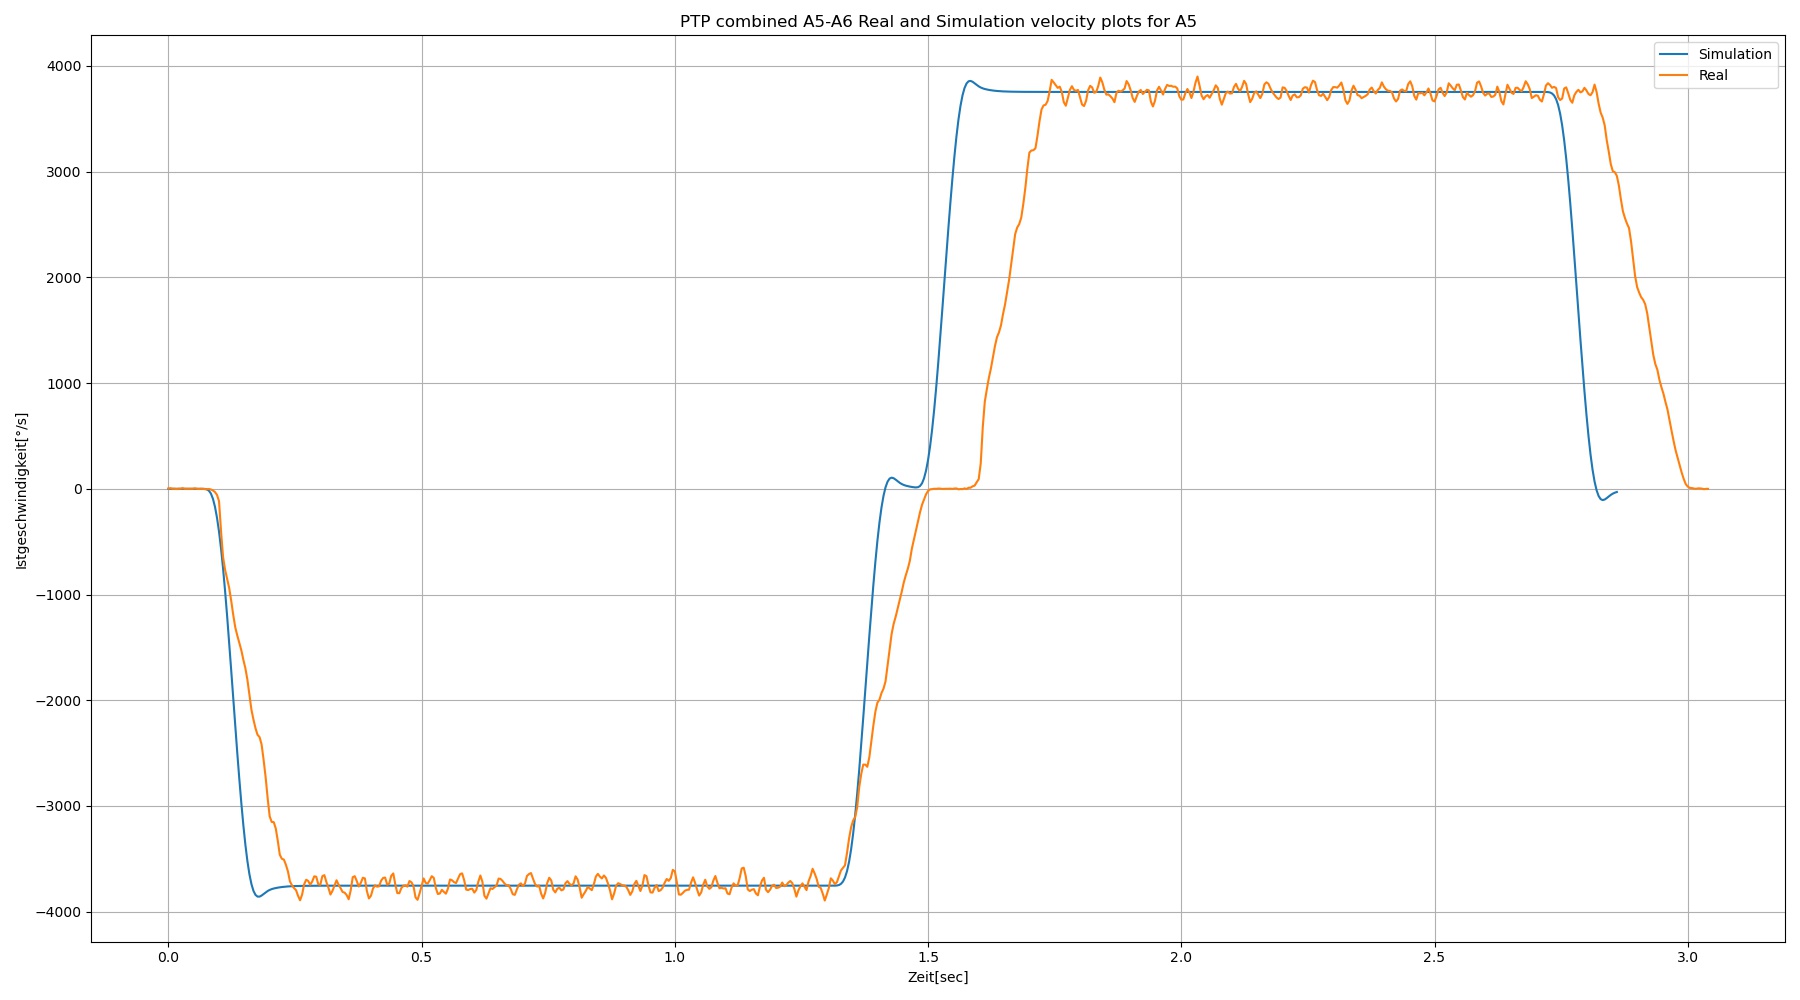 PTP combined A5-A6 Real and Simulation velocity plots for A5
Simulation
Real
Istgeschwindigkeit[°/s]
4000
3000
2000
1000
0
−1000
−2000
−3000
−4000
0.0 0.5 1.0 1.5 2.0 2.5 3.0
Zeit[sec]